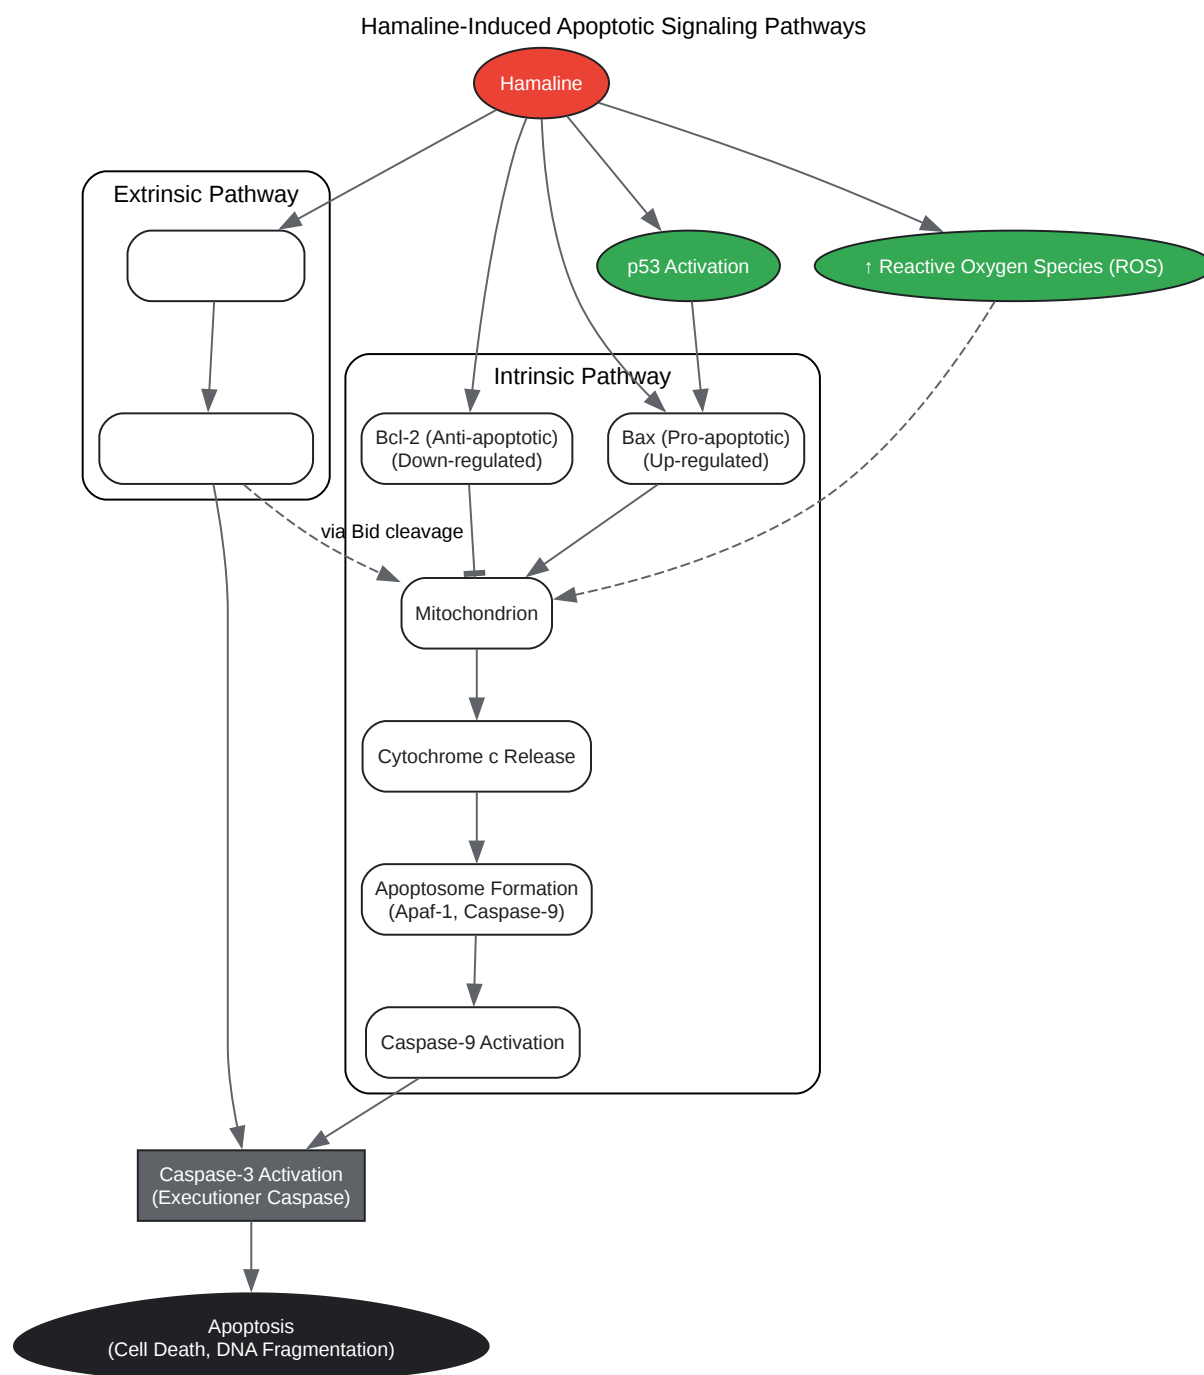 Hamaline-Induced Apoptotic Signaling Pathways
Hamaline
Extrinsic Pathway
p53 Activation
↑ Reactive Oxygen Species (ROS)
Intrinsic Pathway
Bcl-2 (Anti-apoptotic)
(Down-regulated)
Bax (Pro-apoptotic)
(Up-regulated)
via Bid cleavage
Mitochondrion
Cytochrome c Release
Apoptosome Formation
(Apaf-1, Caspase-9)
Caspase-9 Activation
Caspase-3 Activation
(Executioner Caspase)
Apoptosis
(Cell Death, DNA Fragmentation)